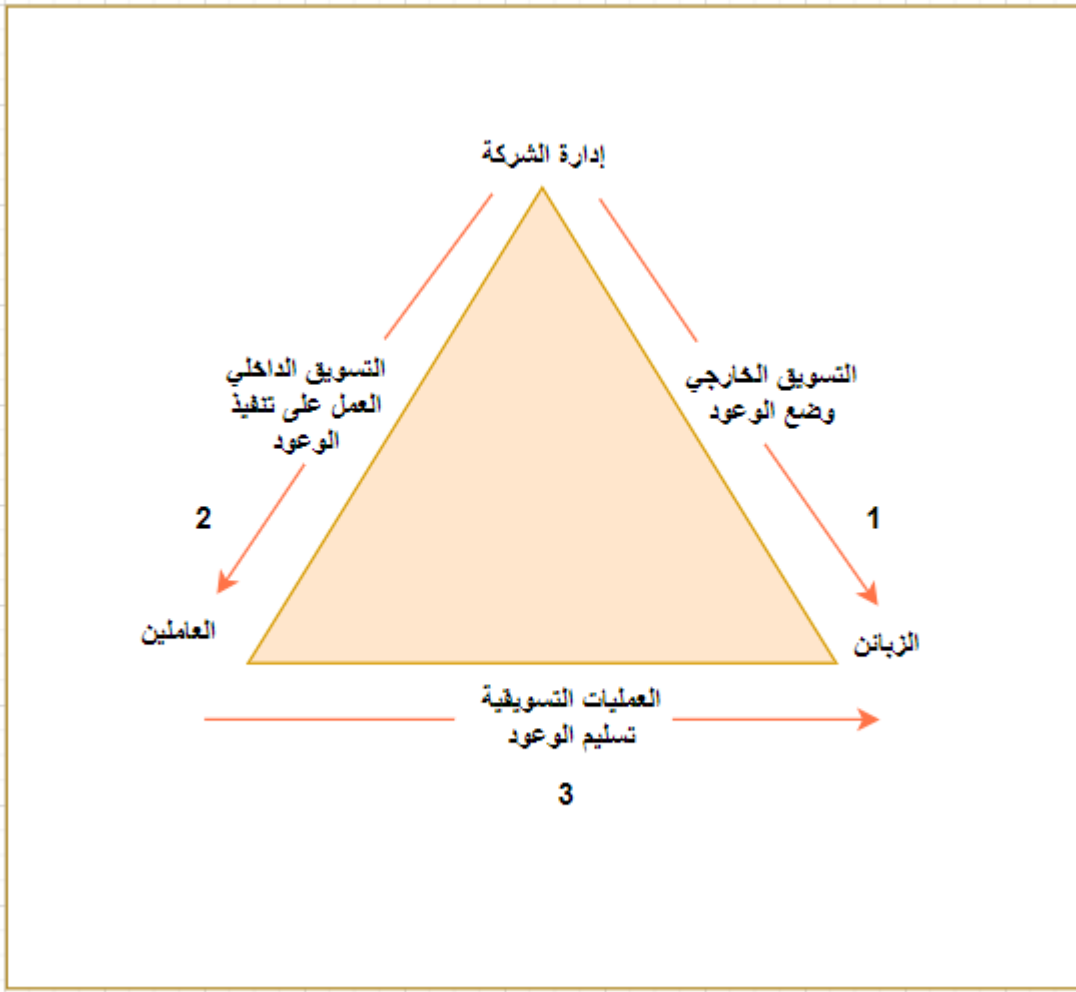 إدارة الشركة
التسويق الخارجي
وضع الوعود
1
الزبائن
التسويق الداخلي
العمل على تنفيذ
الوعود
2
العاملين
العمليات التسويقية
تسليم الوعود
3